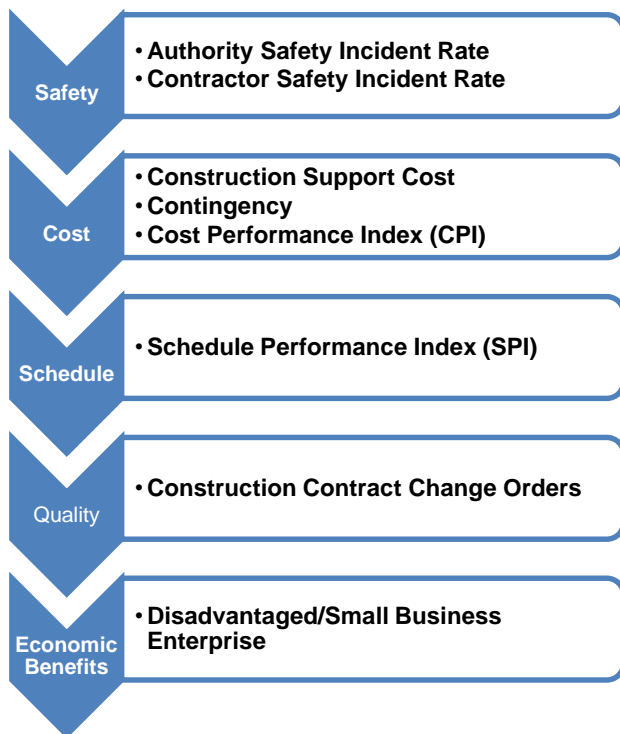 Safety
• Authority Safety Incident Rate
• Contractor Safety Incident Rate
Cost
• Construction Support Cost
• Contingency
• Cost Performance Index (CPI)
Schedule
• Schedule Performance Index (SPI)
Quality
• Construction Contract Change Orders
Economic
Benefits
• Disadvantaged/Small Business
Enterprise